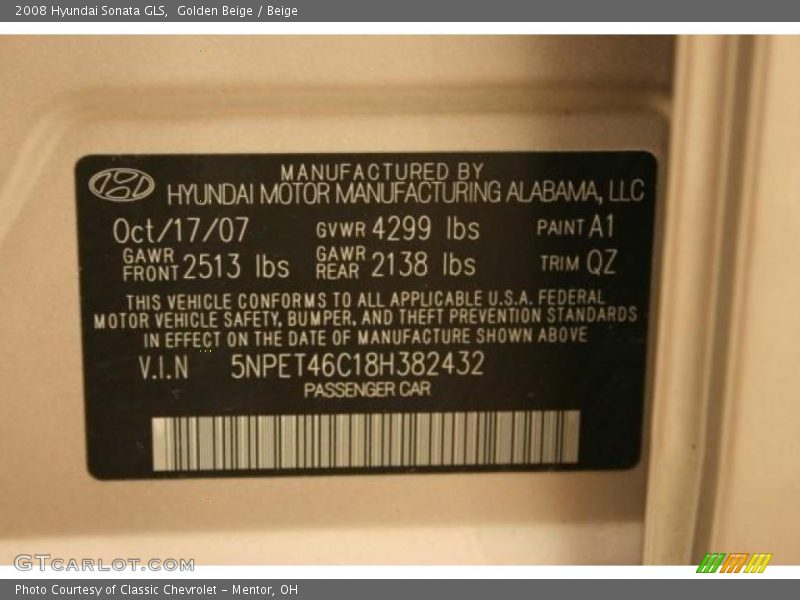 2008 Hyundai Sonata GLS,  Golden Beige / Beige
MANUFACTURED BY
HYUNDAI MOTOR MANUFACTURING ALABAMA, LLC
Oct/17/07 GVWR 4299 lbs PAINT A1
GAWR FRONT 2513 lbs GAWR REAR 2138 lbs TRIM QZ
THIS VEHICLE CONFORMS TO ALL APPLICABLE U.S.A. FEDERAL
MOTOR VEHICLE SAFETY, BUMPER, AND THEFT PREVENTION STANDARDS
IN EFFECT ON THE DATE OF MANUFACTURE SHOWN ABOVE
V.I.N 5NPET46C18H382432
PASSENGER CAR
GTCARLOT.COM
Photo Courtesy of Classic Chevrolet - Mentor, OH